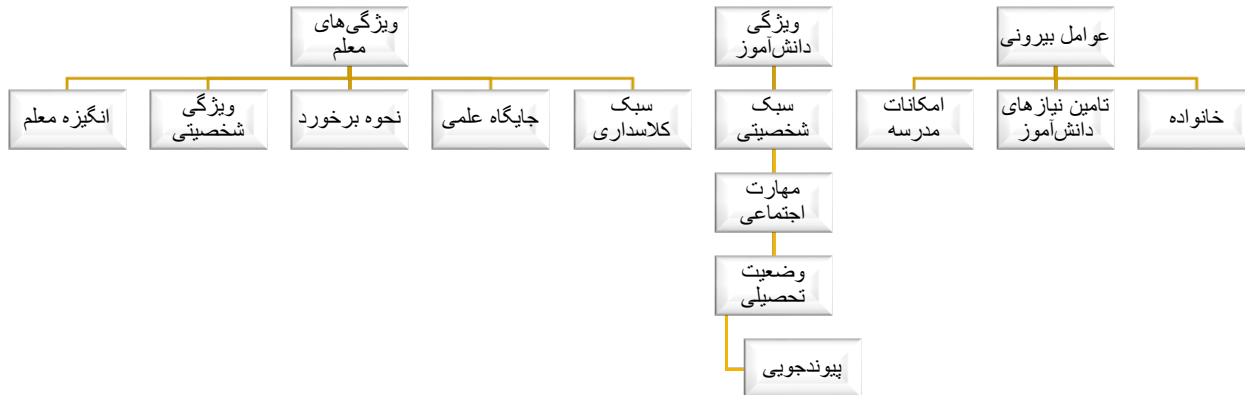 عوامل بیرونی
خانواده
تامین نیازهای
دانش‌آموز
امکانات
مدرسه
ویژگی
دانش‌آموز
سبک
شخصیتی
مهارت
اجتماعی
وضعیت
تحصیلی
پیوندجویی
ویژگی‌های
معلم
سبک
کلاسداری
جایگاه علمی
نحوه برخورد
ویژگی
شخصیتی
انگیزه معلم